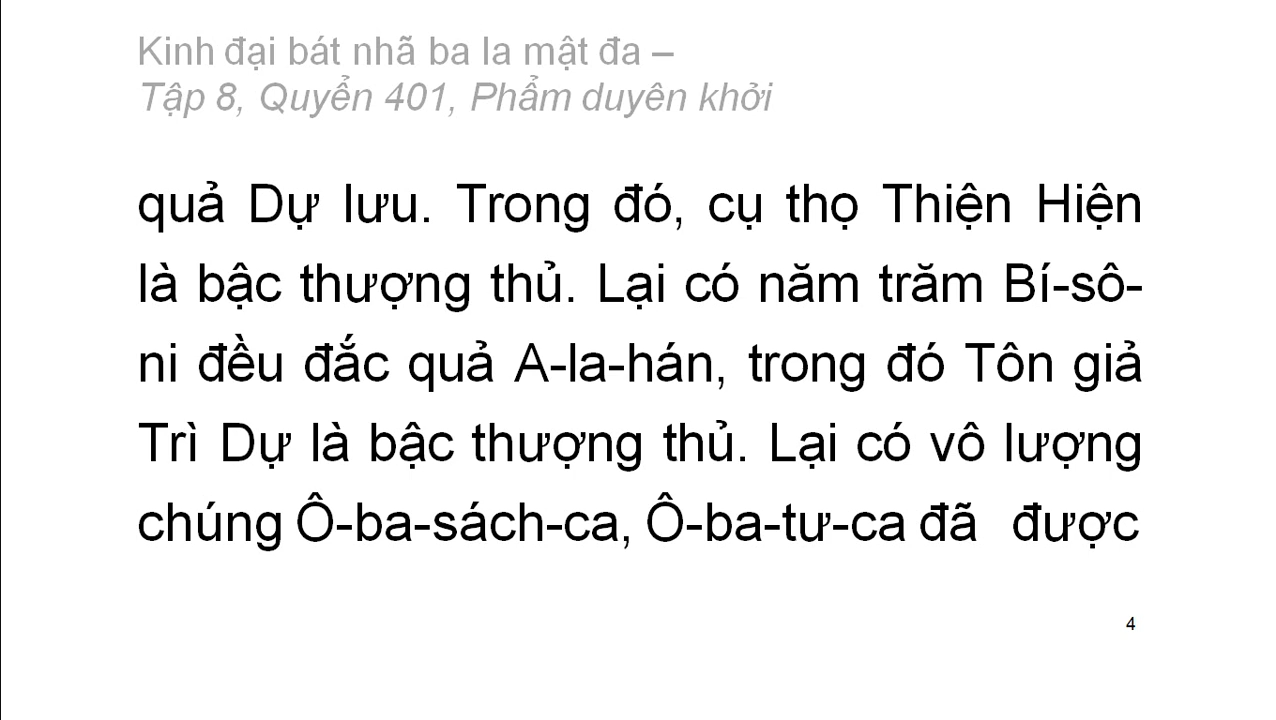 Kinh đại bát nhã ba la mật đa –
Tập 8, Quyển 401, Phẩm duyên khởi
quả Dự lưu. Trong đó, cụ thọ Thiện Hiện
là bậc thượng thủ. Lại có năm trăm Bí-sô-
ni đều đắc quả A-la-hán, trong đó Tôn giả
Trì Dự là bậc thượng thủ. Lại có vô lượng
chúng Ô-ba-sách-ca, Ô-ba-tư-ca đã được
4